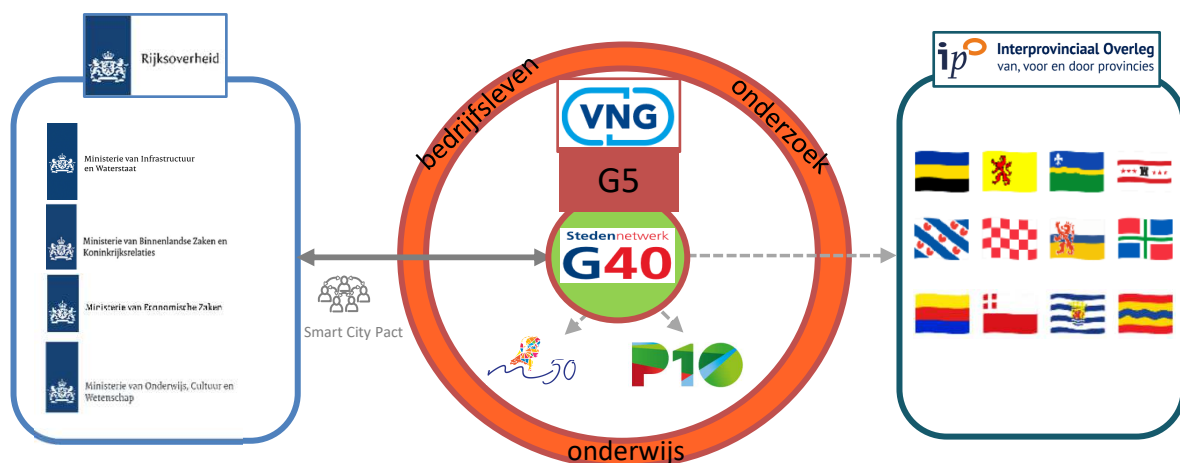 Rijksoverheid
Ministerie van Infrastructuur
en Waterstaat
Ministerie van Binnenlandse Zaken en
Koninkrijksrelaties
Ministerie van Economische Zaken
Ministerie van Onderwijs, Cultuur en
Wetenschap
Smart City Pact
bedrijfsleven
onderzoek
onderwijs
VNG
G5
Stedennetwerk
G40
m50
P10
ipo
Interprovinciaal Overleg
van, voor en door provincies